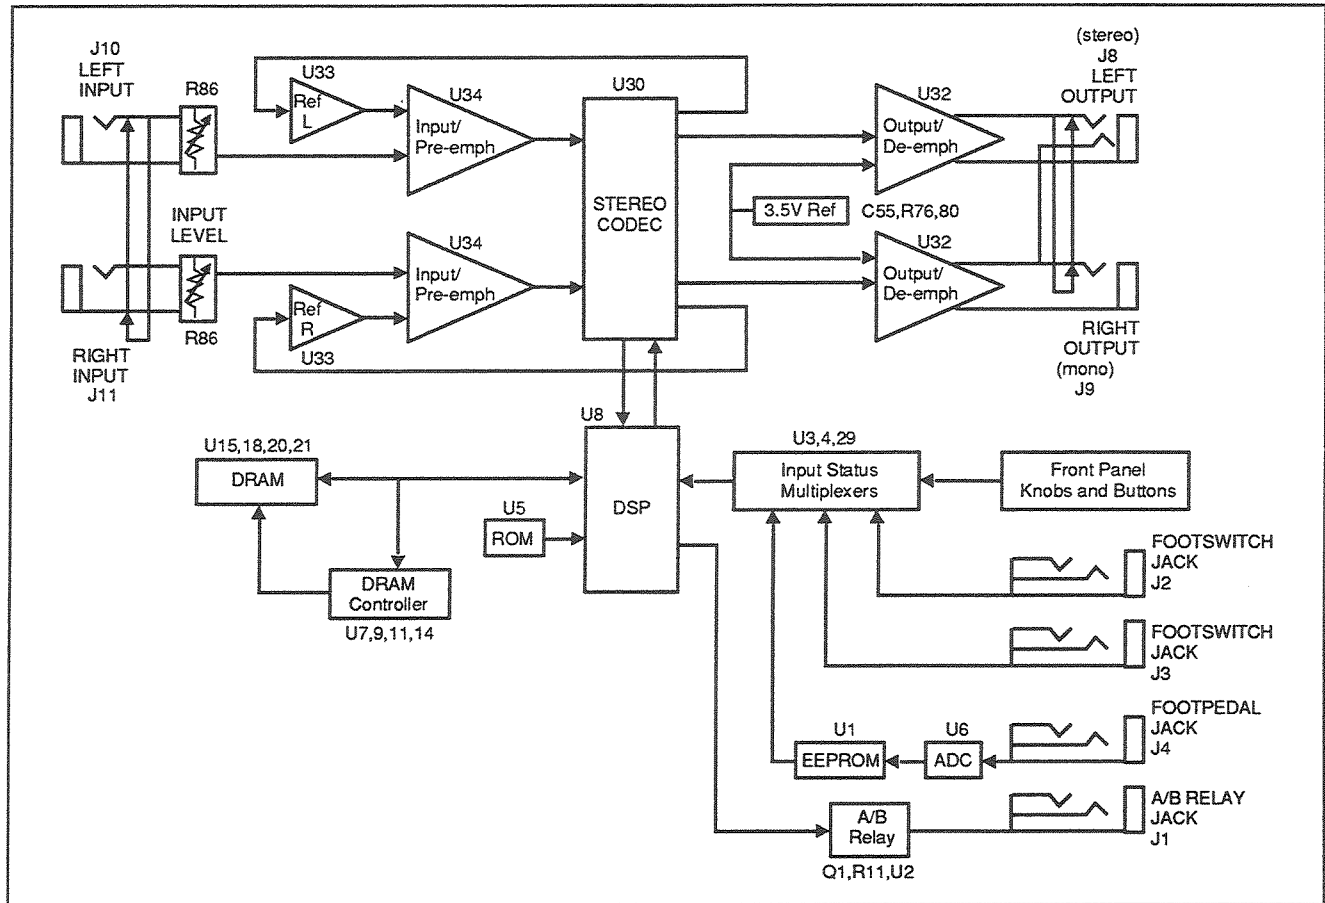 J10
LEFT
INPUT
R86
U33
Ref
L
U34
Input/
Pre-emph
U30
STEREO
CODEC
U32
Output/
De-emph
(stereo)
J8
LEFT
OUTPUT
3.5V Ref
C55,R76,80
INPUT
LEVEL
R86
RIGHT
INPUT
J11
U34
Input/
Pre-emph
Ref
R
U33
U32
Output/
De-emph
RIGHT
OUTPUT
(mono)
J9
U15,18,20,21
DRAM
U5
ROM
DRAM
Controller
U7,9,11,14
U8
DSP
U3,4,29
Input Status
Multiplexers
Front Panel
Knobs and Buttons
FOOTSWITCH
JACK
J2
FOOTSWITCH
JACK
J3
FOOTPEDAL
JACK
J4
U1
EEPROM
U6
ADC
A/B RELAY
JACK
J1
A/B
Relay
Q1,R11,U2